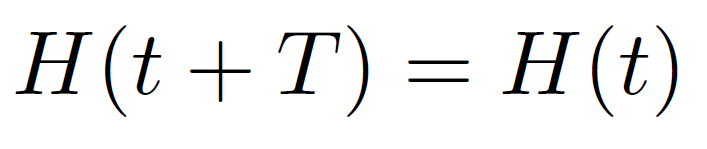 H(t + T) = H(t)